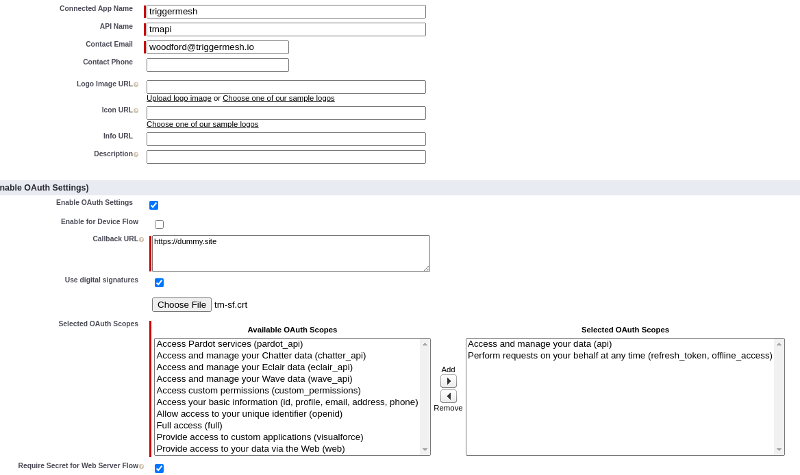 Connected App Name triggermesh
API Name tmapi
Contact Email woodford@triggermesh.io
Contact Phone
Logo Image URL
Upload logo image or Choose one of our sample logos
Icon URL
Choose one of our sample logos
Info URL
Description
nable OAuth Settings)
Enable OAuth Settings
Enable for Device Flow
Callback URL https://dummy.site
Use digital signatures
Choose File tm-sf.crt
Selected OAuth Scopes
Available OAuth Scopes
Access Pardot services (pardot_api)
Access and manage your Chatter data (chatter_api)
Access and manage your Eclair data (eclair_api)
Access and manage your Wave data (wave_api)
Access custom permissions (custom_permissions)
Access your basic information (id, profile, email, address, phone)
Allow access to your unique identifier (openid)
Full access (full)
Provide access to custom applications (visualforce)
Provide access to your data via the Web (web)
Add
Remove
Selected OAuth Scopes
Access and manage your data (api)
Perform requests on your behalf at any time (refresh_token, offline_access)
Require Secret for Web Server Flow